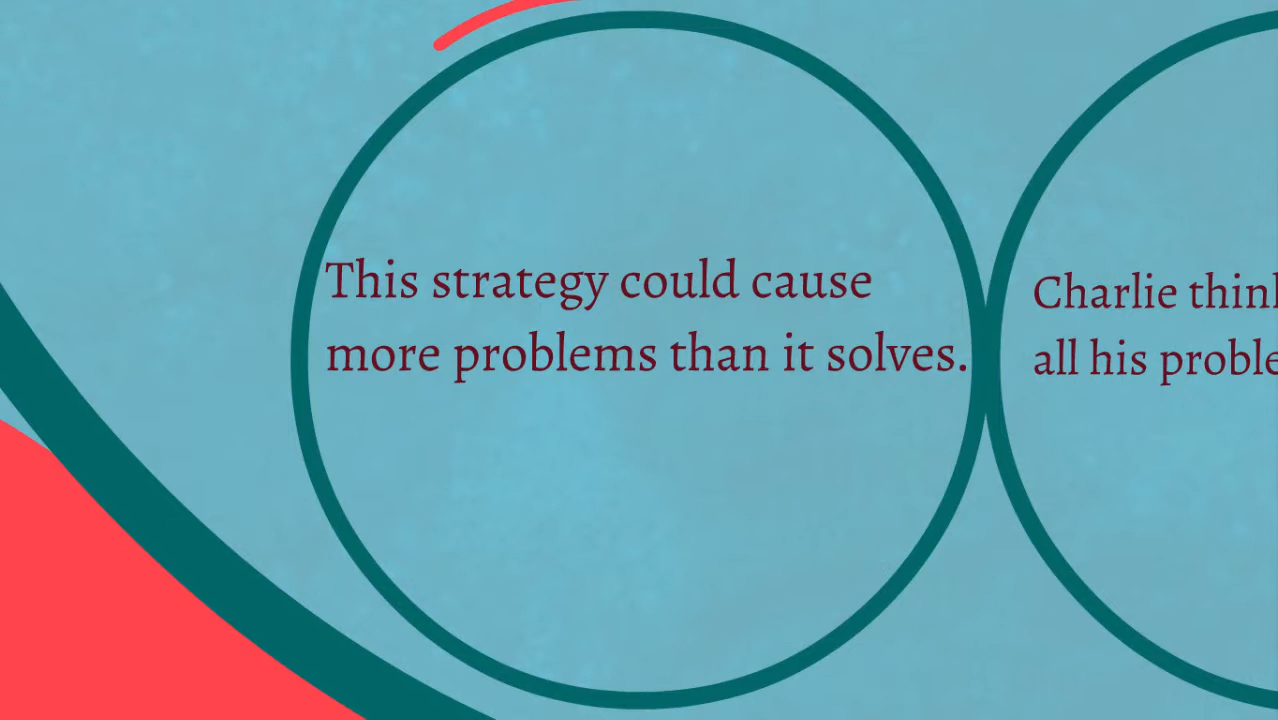 This strategy could cause
more problems than it solves.
Charlie
all his